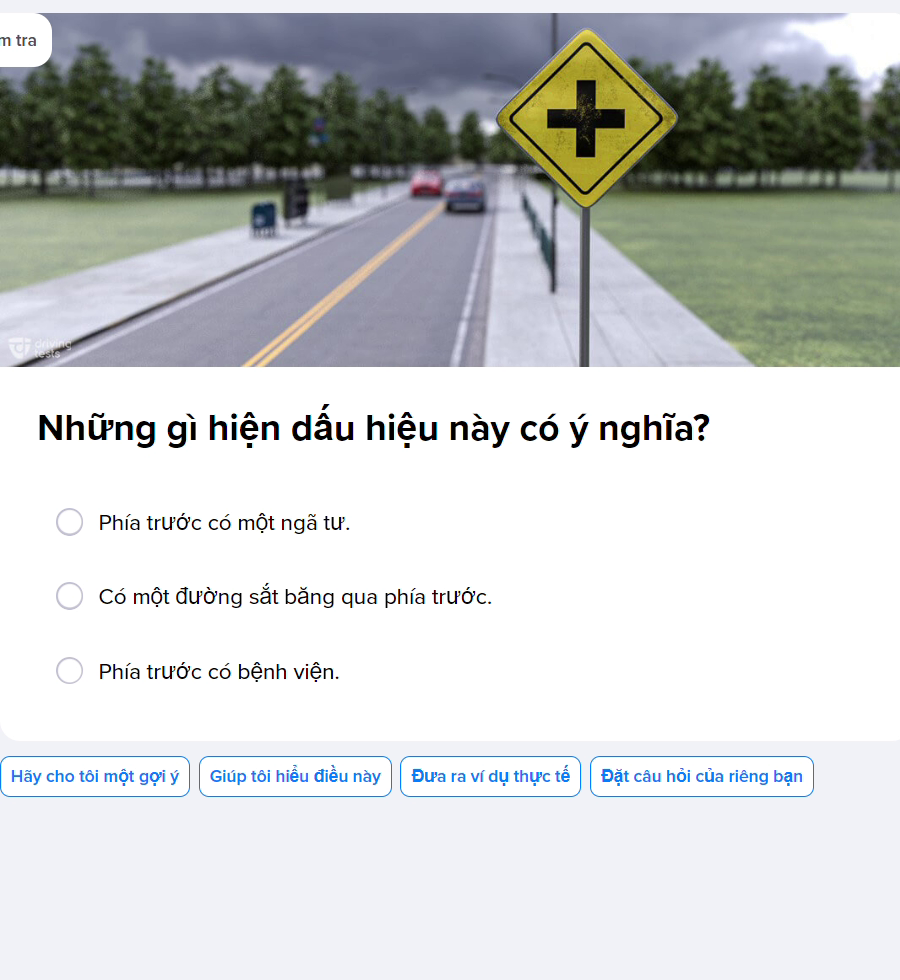 m tra
driving
tests
Những gì hiện dấu hiệu này có ý nghĩa?
Phía trước có một ngã tư.
Có một đường sắt băng qua phía trước.
Phía trước có bệnh viện.
Hãy cho tôi một gợi ý
Giúp tôi hiểu điều này
Đưa ra ví dụ thực tế
Đặt câu hỏi của riêng bạn